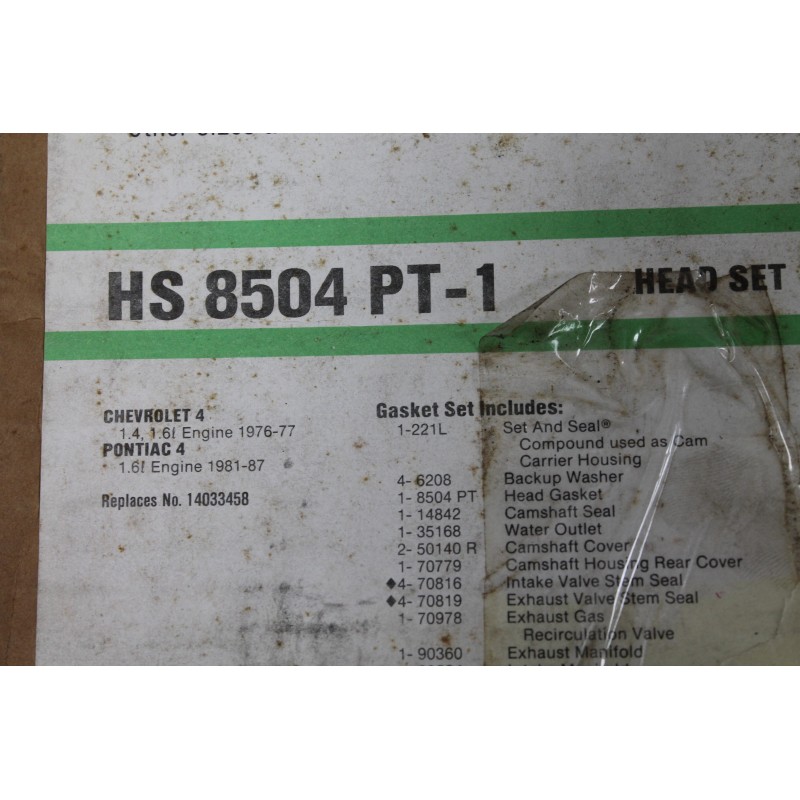 HS 8504 PT-1
HEAD SET
CHEVROLET 4
1.4, 1.6l Engine 1976-77
PONTIAC 4
1.6l Engine 1981-87
Replaces No. 14033458
Gasket Set Includes:
1-221L Set And Seal®
Compound used as Cam
Carrier Housing
4- 6208 Backup Washer
1- 8504 PT Head Gasket
1- 14842 Camshaft Seal
1- 35168 Water Outlet
2- 50140 R Camshaft Cover
1- 70779 Camshaft Housing Rear Cover
♦4- 70816 Intake Valve Stem Seal
♦4- 70819 Exhaust Valve Stem Seal
1- 70978 Exhaust Gas
Recirculation Valve
1- 90360 Exhaust Manifold